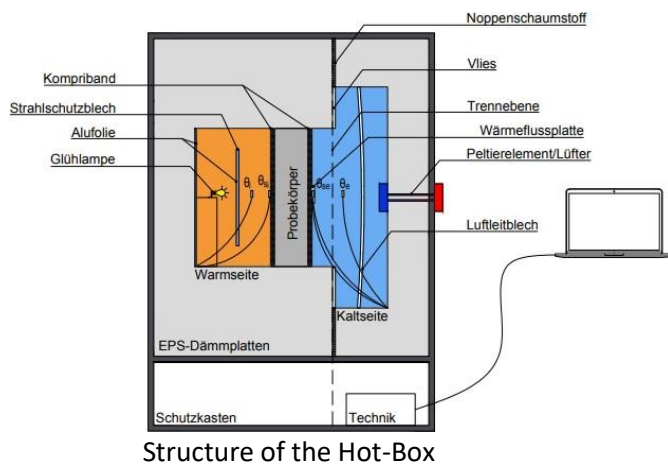 Noppenschaumstoff
Kompriband
Vlies
Strahlschutzblech
Trennebene
Alufolie
Wärmeflussplatte
Glühlampe
Peltierelement/Lüfter
θi
θsi
Probekörper
θse
θe
Luftleitblech
Warmseite
Kaltseite
EPS-Dämmplatten
Schutzkasten
Technik
Structure of the Hot-Box